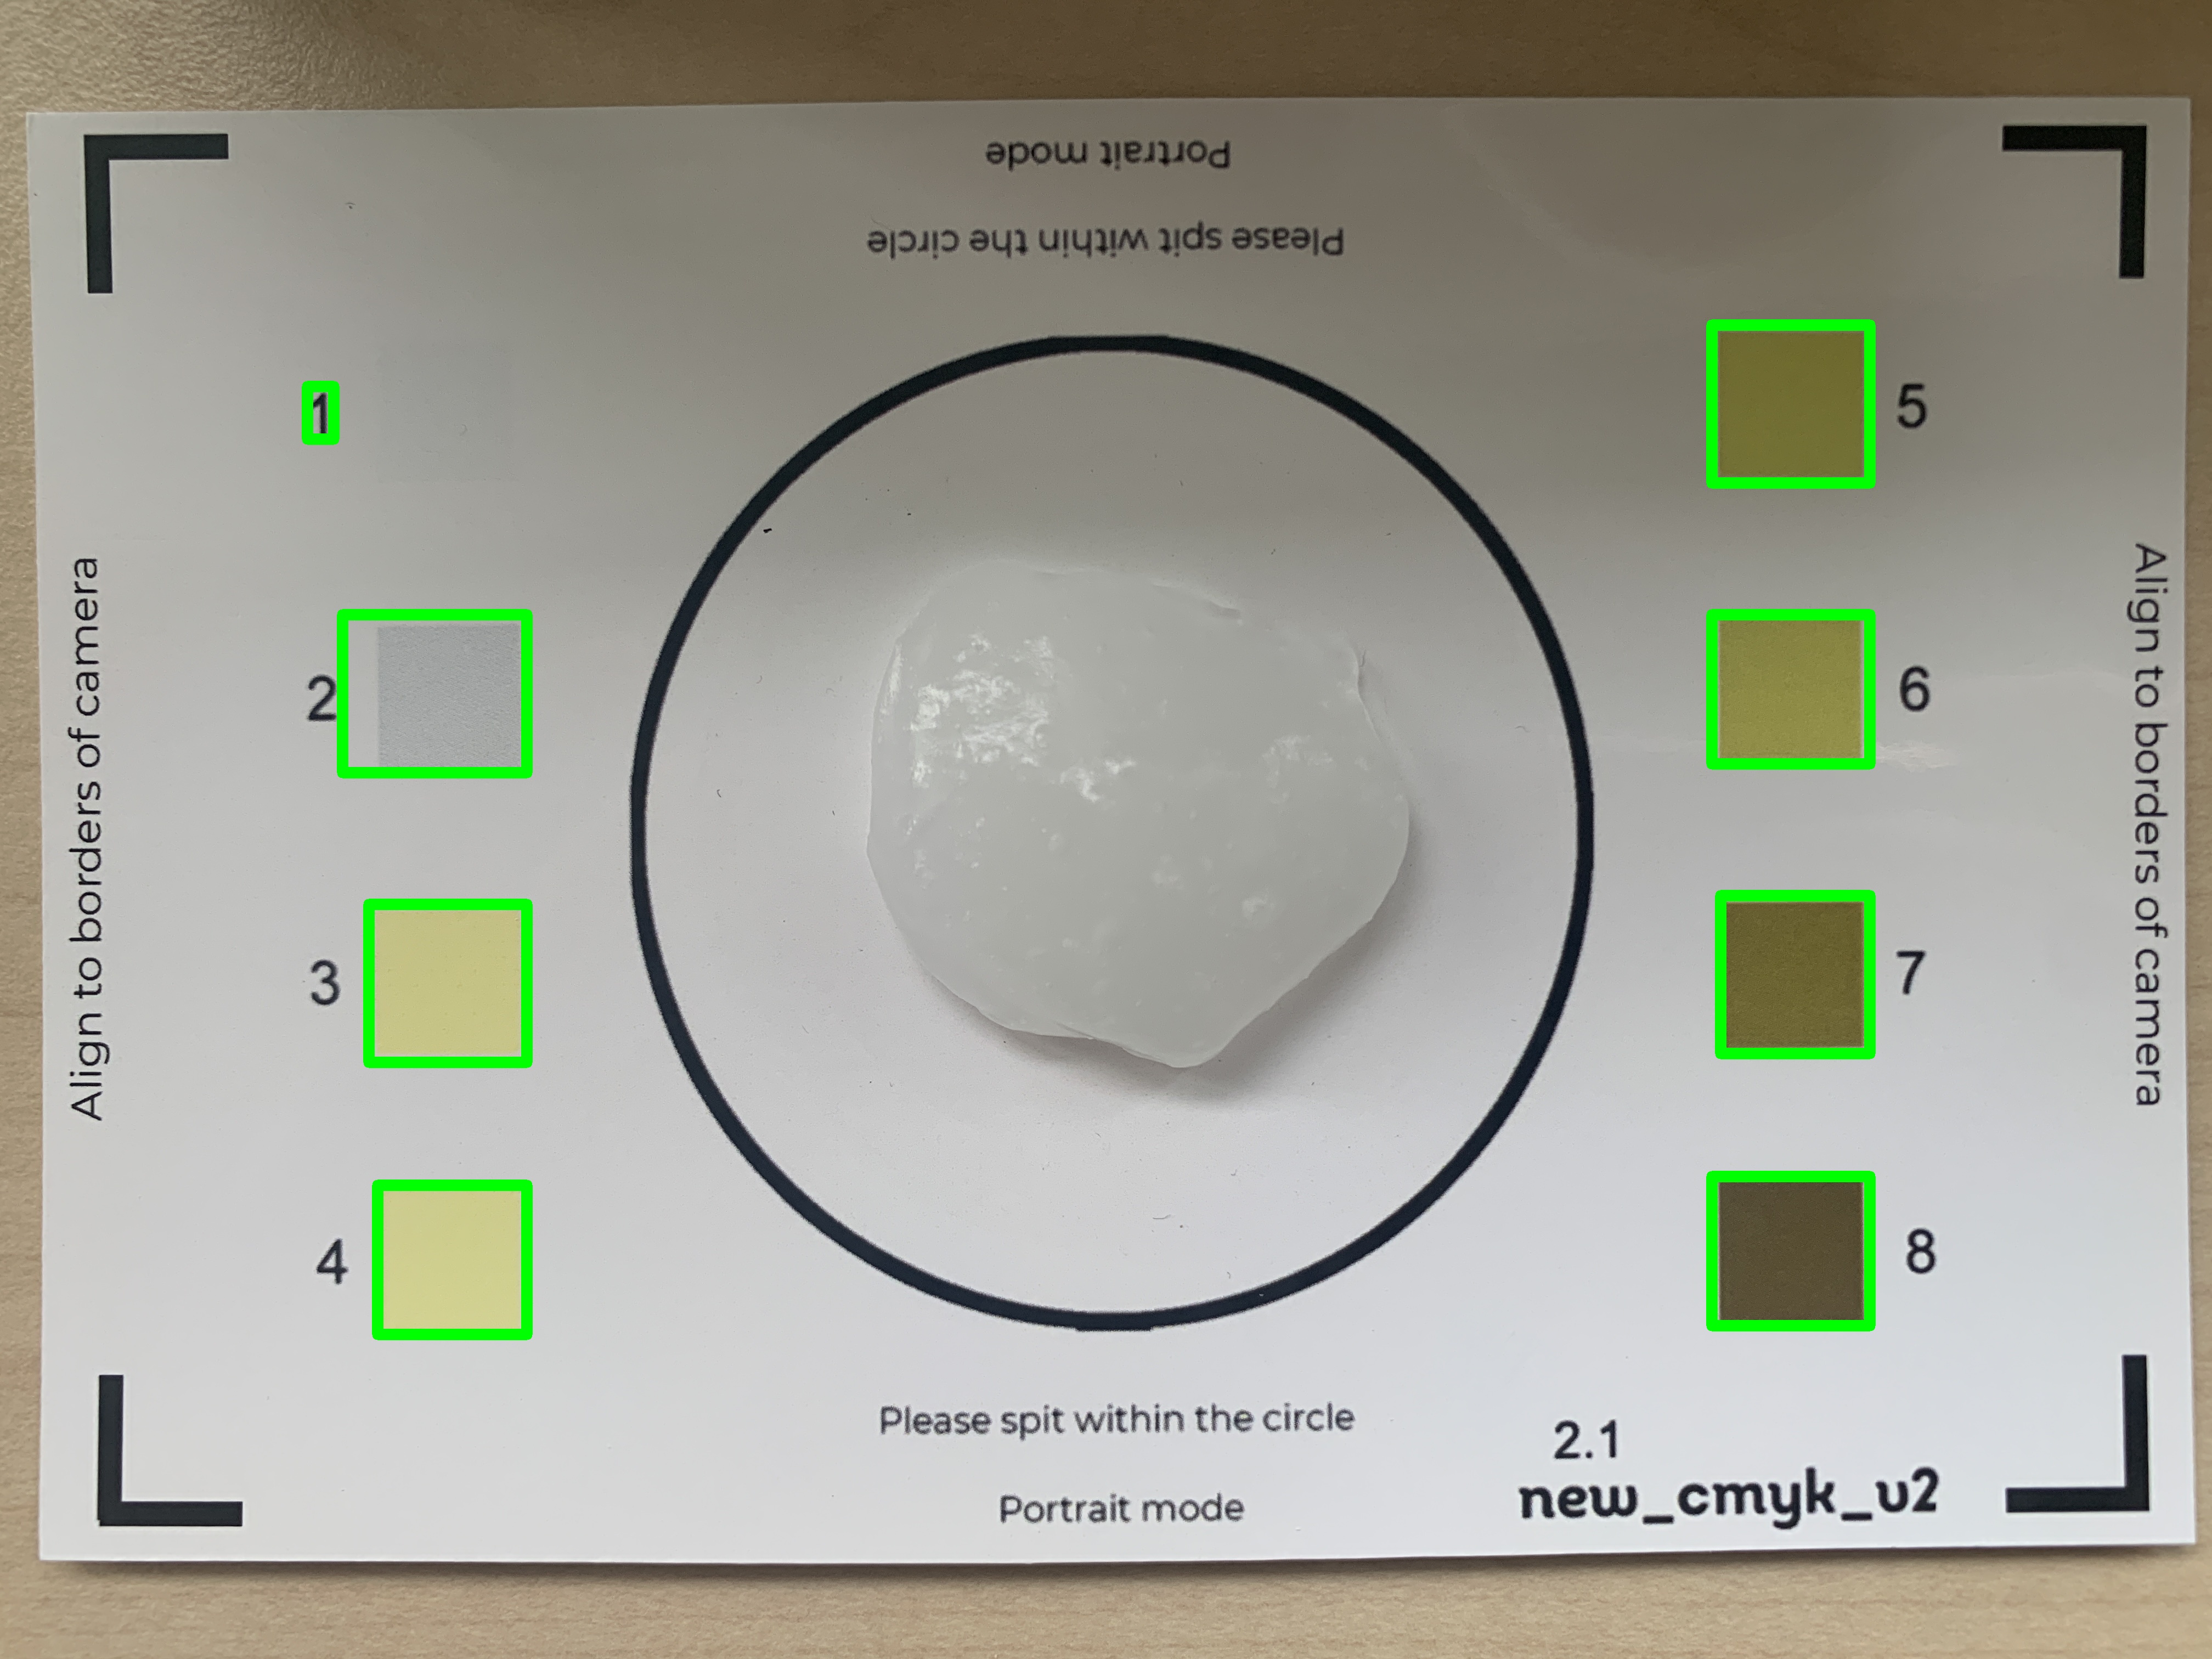 Portrait mode
Please spit within the circle
1
5
2
6
3
7
4
8
Align to borders of camera
Align to borders of camera
Please spit within the circle
Portrait mode
2.1
new_cmyk_v2